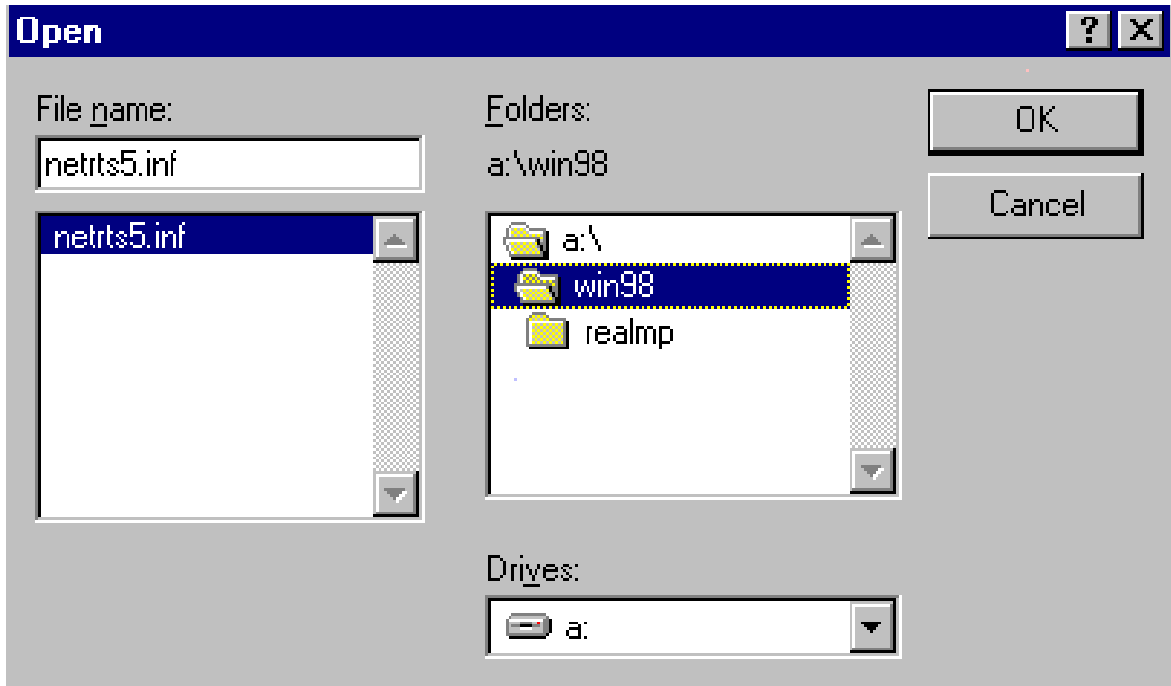 Open
File name:
netrts5.inf
netrts5.inf
Folders:
a:\win98
a:\
win98
realmp
Drives:
a:
OK
Cancel